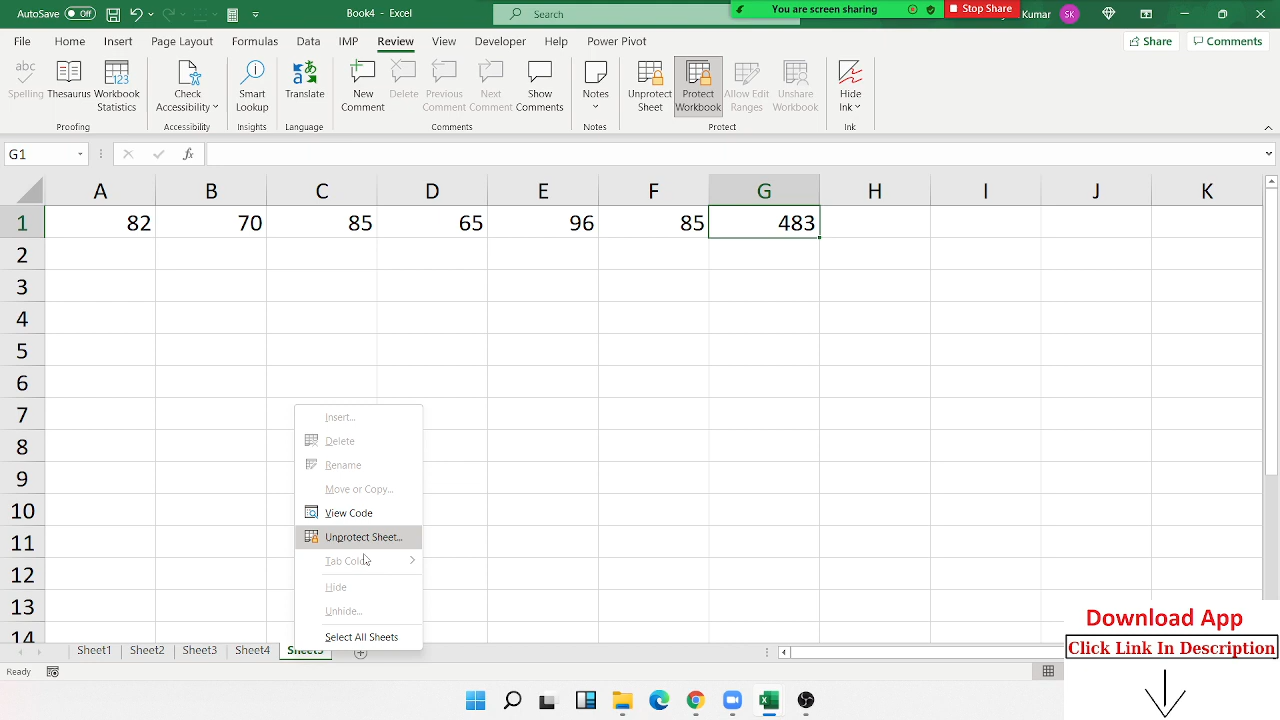 AutoSave Off Book4 - Excel Search You are screen sharing Stop Share Kumar SK
File Home Insert Page Layout Formulas Data IMP Review View Developer Help Power Pivot Share Comments
Spelling Thesaurus Workbook Statistics Check Accessibility Smart Lookup Translate New Comment Delete Previous Comment Next Comment Show Comments Notes Unprotect Sheet Protect Workbook Allow Edit Ranges Unshare Workbook Hide Ink
Proofing Accessibility Insights Language Comments Notes Protect Ink
G1 fx
A B C D E F G H I J K
1 82 70 85 65 96 85 483
2
3
4
5
6
7
8
9
10
11
12
13
14
Insert...
Delete
Rename
Move or Copy...
View Code
Unprotect Sheet...
Tab Color
Hide
Unhide...
Select All Sheets
Sheet1 Sheet2 Sheet3 Sheet4 Sheet5
Ready
Download App
Click Link In Description